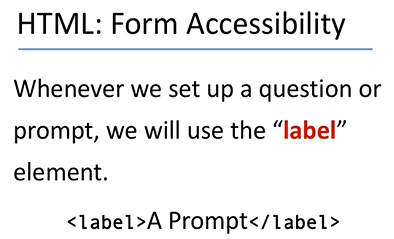 HTML: Form Accessibility
Whenever we set up a question or
prompt, we will use the “label”
element.
<label>A Prompt</label>